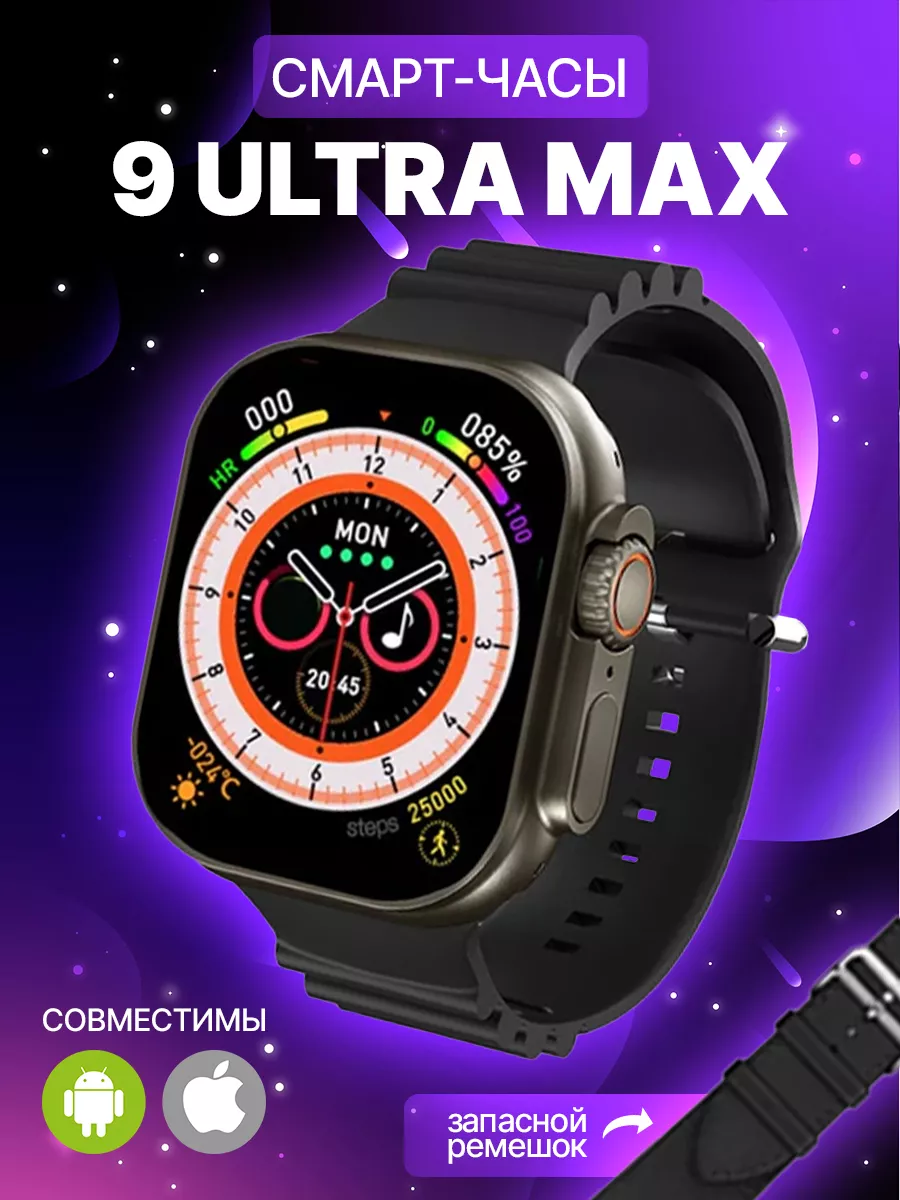 СМАРТ-ЧАСЫ
9 ULTRA MAX
000
HR
0
085%
100
12
1
2
3
4
5
6
7
8
9
10
11
MON
20:45
-024°C
steps 25000
СОВМЕСТИМЫ
запасной
ремешок